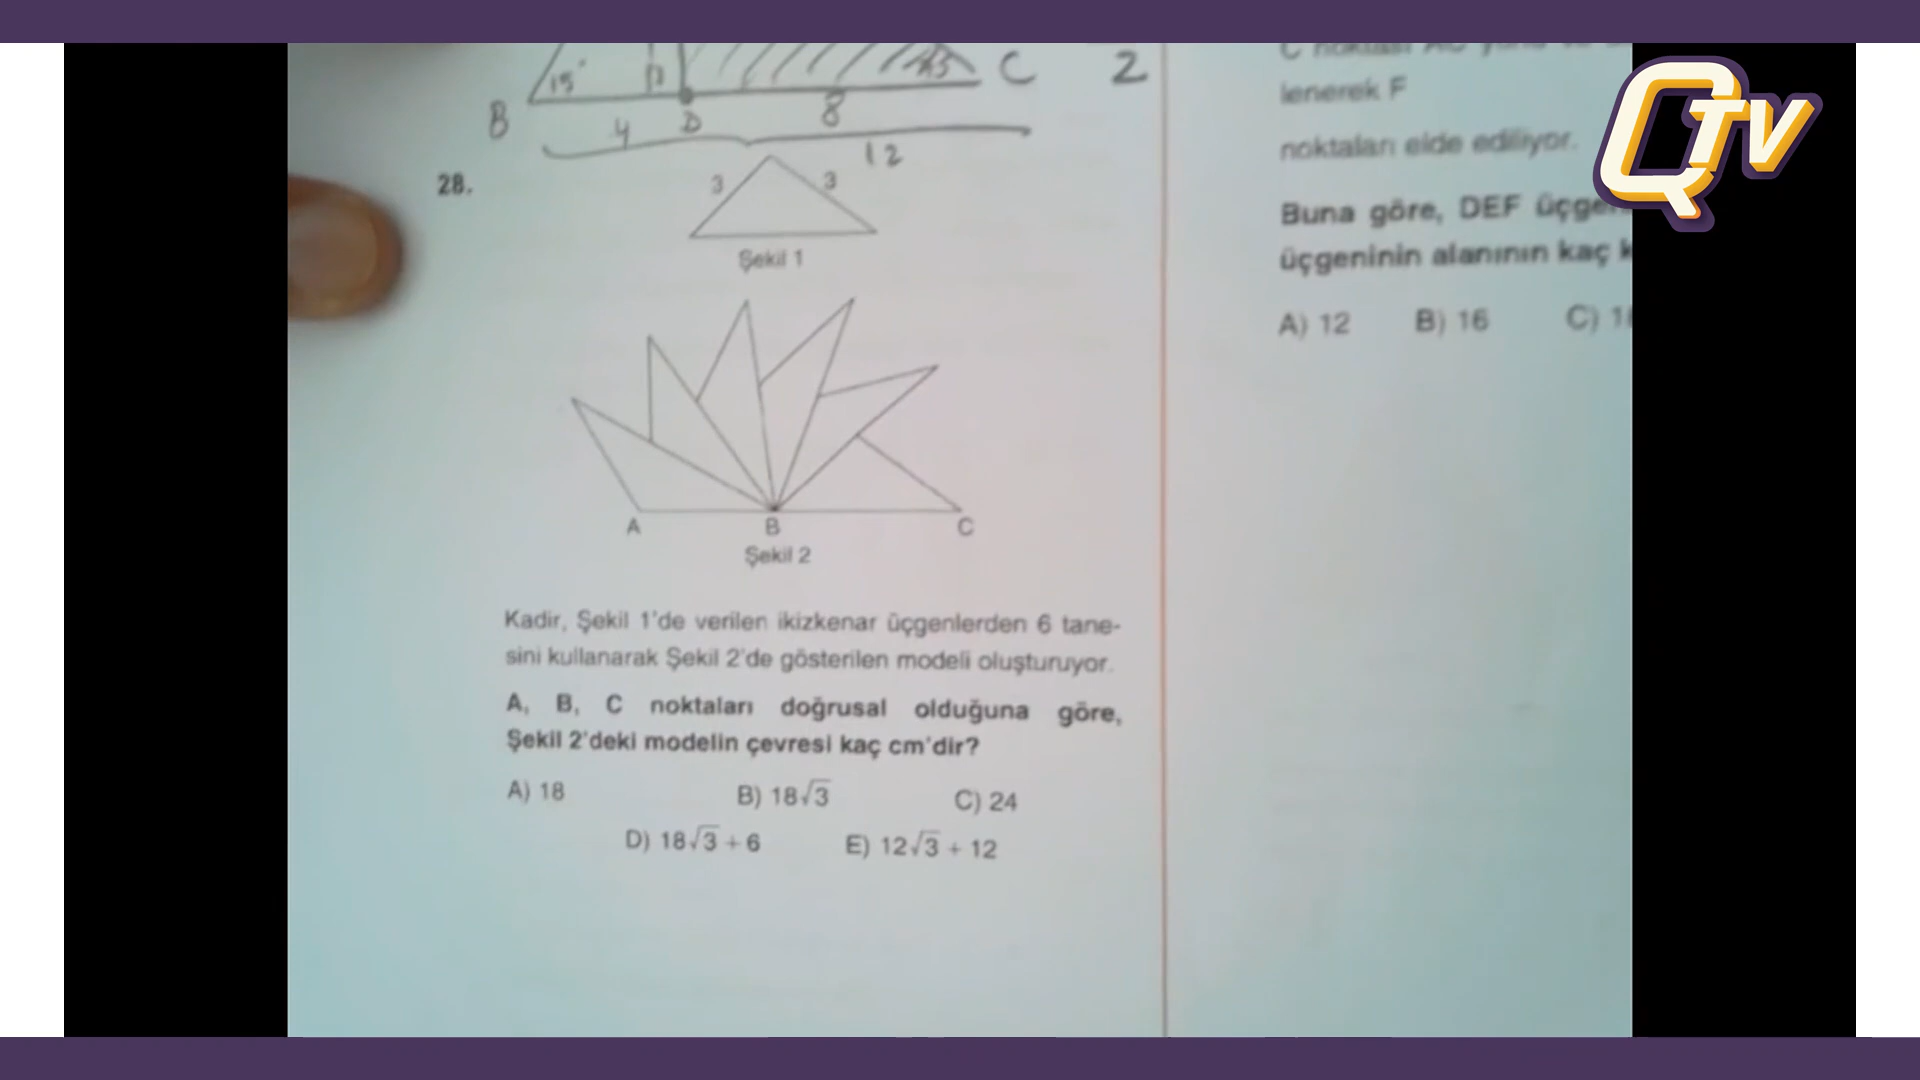 15°
C
2
B
4
D
8
12
28.
3
3
Şekil 1
A
B
C
Şekil 2
Kadir, Şekil 1'de verilen ikizkenar üçgenlerden 6 tane-
sini kullanarak Şekil 2'de gösterilen modeli oluşturuyor.
A, B, C noktaları doğrusal olduğuna göre,
Şekil 2'deki modelin çevresi kaç cm'dir?
A) 18
B) 18√3
C) 24
D) 18√3 + 6
E) 12√3 + 12
C noktası AC
lenerek F
noktaları elde ediliyor.
Buna göre, DEF
üçgeninin alanının kaç
A) 12
B) 16
C)
QTV